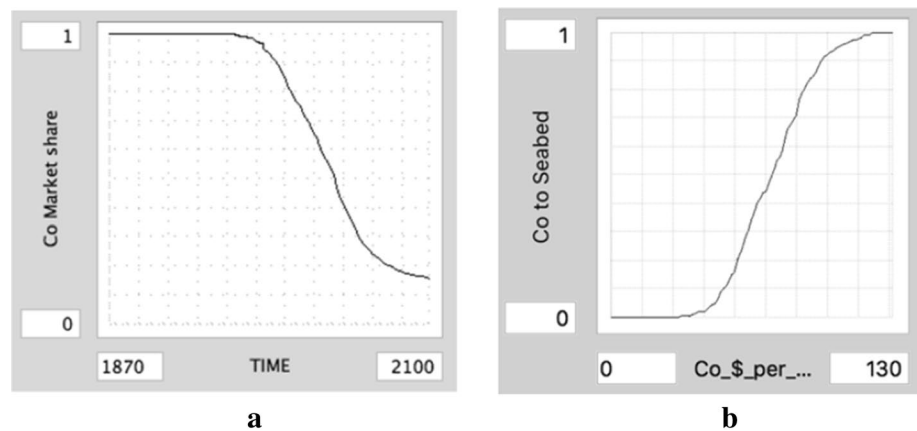 1
Co Market share
0
1870 TIME 2100
a
1
Co to Seabed
0
0 Co_$_per_... 130
b